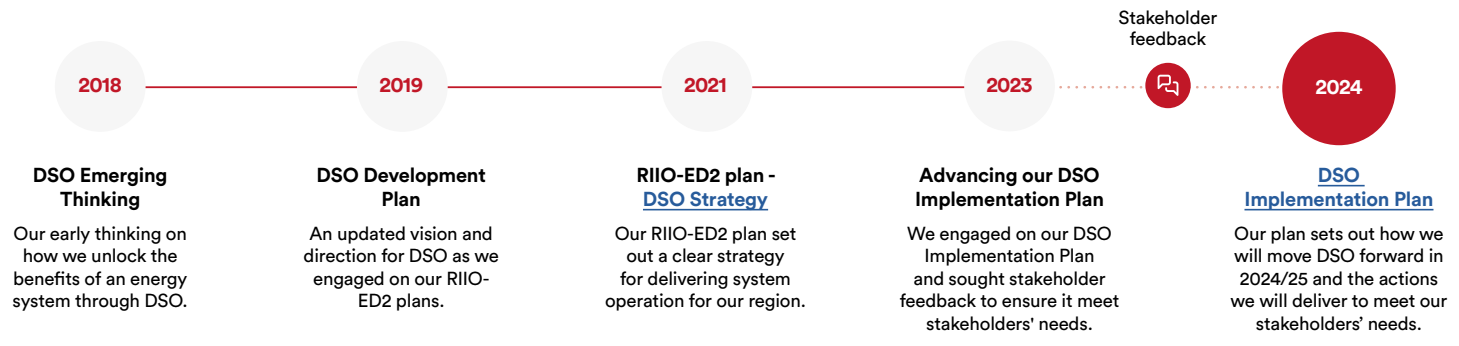 Stakeholder
feedback
2018
2019
2021
2023
2024
DSO Emerging
Thinking
Our early thinking on
how we unlock the
benefits of an energy
system through DSO.
DSO Development
Plan
An updated vision and
direction for DSO as we
engaged on our RIIO-
ED2 plans.
RIIO-ED2 plan -
DSO Strategy
Our RIIO-ED2 plan set
out a clear strategy
for delivering system
operation for our region.
Advancing our DSO
Implementation Plan
We engaged on our DSO
Implementation Plan
and sought stakeholder
feedback to ensure it meet
stakeholders' needs.
DSO
Implementation Plan
Our plan sets out how we
will move DSO forward in
2024/25 and the actions
we will deliver to meet our
stakeholders’ needs.